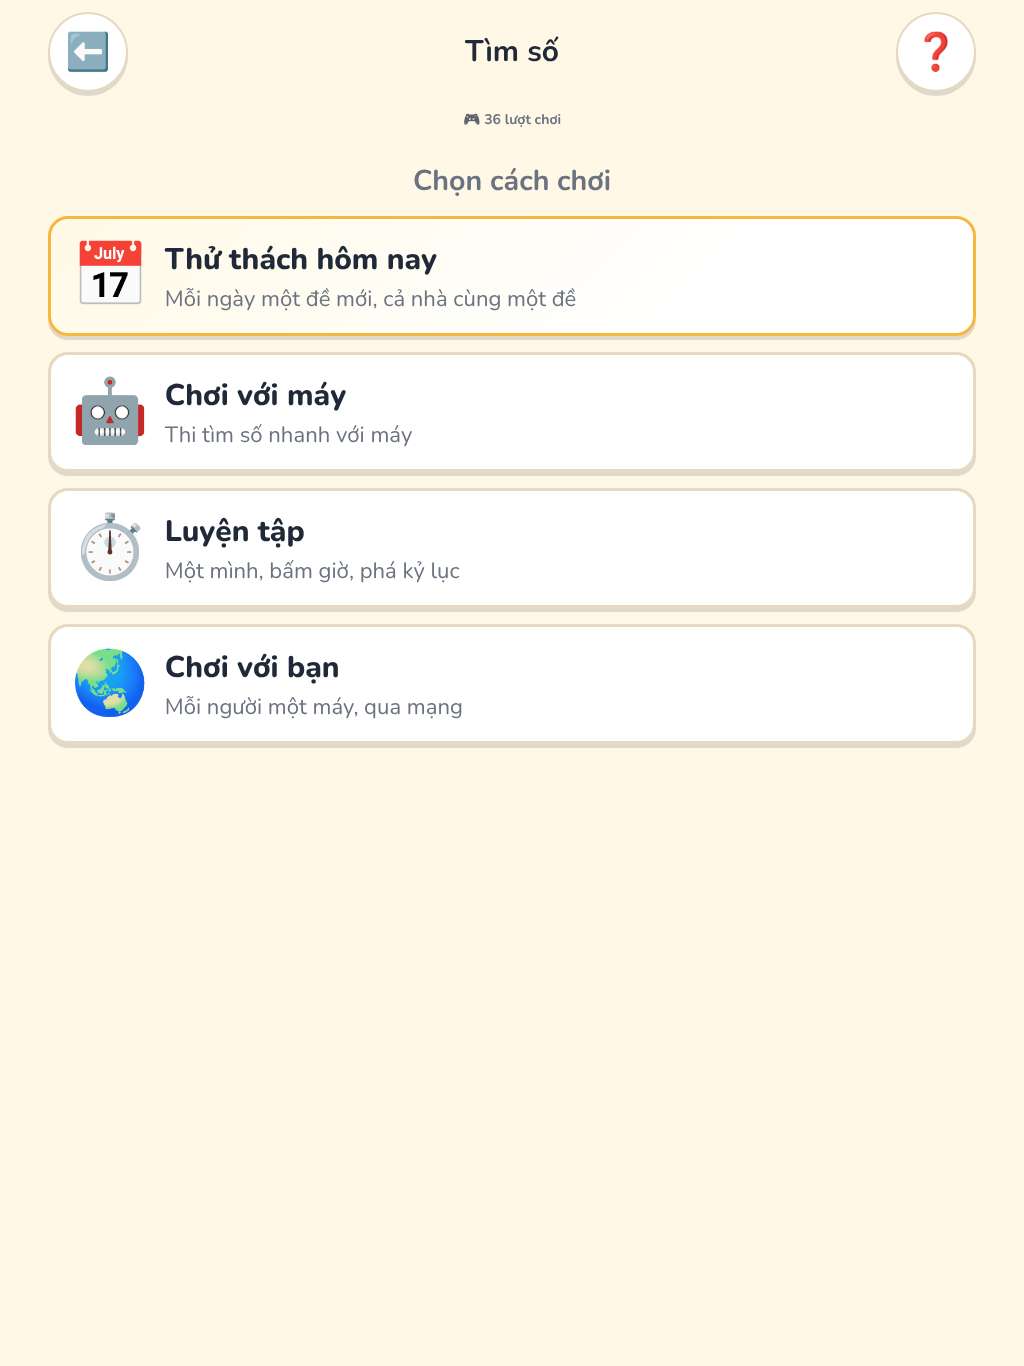 Tìm số
🎮 36 lượt chơi
Chọn cách chơi
July
17
Thử thách hôm nay
Mỗi ngày một đề mới, cả nhà cùng một đề
Chơi với máy
Thi tìm số nhanh với máy
Luyện tập
Một mình, bấm giờ, phá kỷ lục
Chơi với bạn
Mỗi người một máy, qua mạng